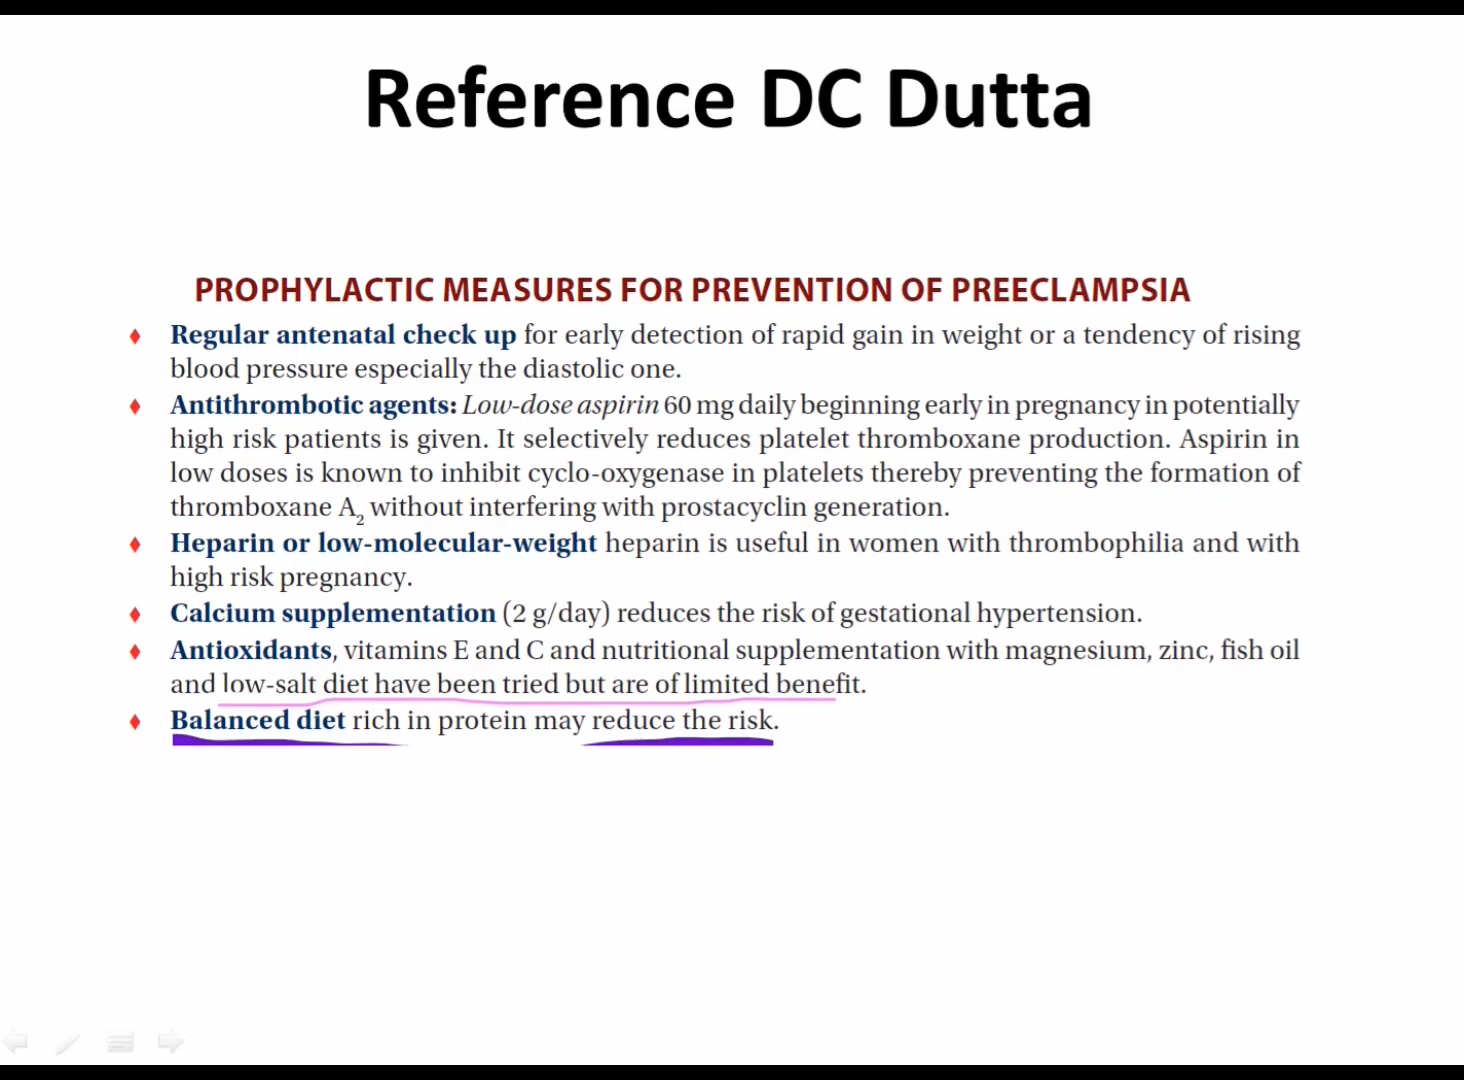 Reference DC Dutta
PROPHYLACTIC MEASURES FOR PREVENTION OF PREECLAMPSIA
♦ Regular antenatal check up for early detection of rapid gain in weight or a tendency of rising
blood pressure especially the diastolic one.
♦ Antithrombotic agents: Low-dose aspirin 60 mg daily beginning early in pregnancy in potentially
high risk patients is given. It selectively reduces platelet thromboxane production. Aspirin in
low doses is known to inhibit cyclo-oxygenase in platelets thereby preventing the formation of
thromboxane A₂ without interfering with prostacyclin generation.
♦ Heparin or low-molecular-weight heparin is useful in women with thrombophilia and with
high risk pregnancy.
♦ Calcium supplementation (2 g/day) reduces the risk of gestational hypertension.
♦ Antioxidants, vitamins E and C and nutritional supplementation with magnesium, zinc, fish oil
and low-salt diet have been tried but are of limited benefit.
♦ Balanced diet rich in protein may reduce the risk.